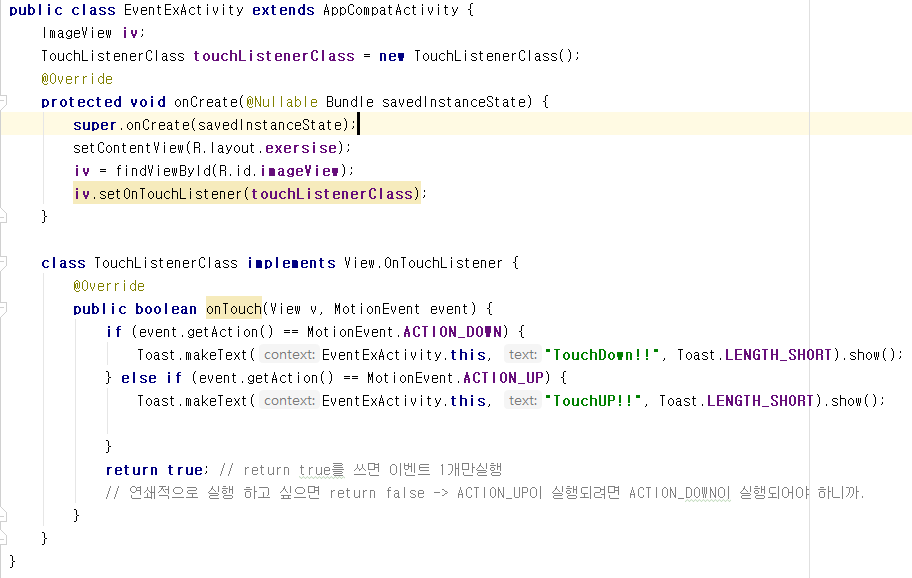 public class EventExActivity extends AppCompatActivity {
ImageView iv;
TouchListenerClass touchListenerClass = new TouchListenerClass();
@Override
protected void onCreate(@Nullable Bundle savedInstanceState) {
super.onCreate(savedInstanceState);
setContentView(R.layout.exersise);
iv = findViewById(R.id.imageView);
iv.setOnTouchListener(touchListenerClass);
}
class TouchListenerClass implements View.OnTouchListener {
@Override
public boolean onTouch(View v, MotionEvent event) {
if (event.getAction() == MotionEvent.ACTION_DOWN) {
Toast.makeText( context: EventExActivity.this, text: "TouchDown!!", Toast.LENGTH_SHORT).show();
} else if (event.getAction() == MotionEvent.ACTION_UP) {
Toast.makeText( context: EventExActivity.this, text: "TouchUP!!", Toast.LENGTH_SHORT).show();
}
return true; // return true를 쓰면 이벤트 1개만실행
// 연쇄적으로 실행 하고 싶으면 return false -> ACTION_UP이 실행되려면 ACTION_DOWN이 실행되어야 하니까.
}
}
}